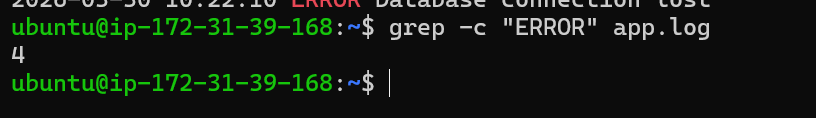 ERROR Database Connection lost
ubuntu@ip-172-31-39-168:~$ grep -c "ERROR" app.log
4
ubuntu@ip-172-31-39-168:~$